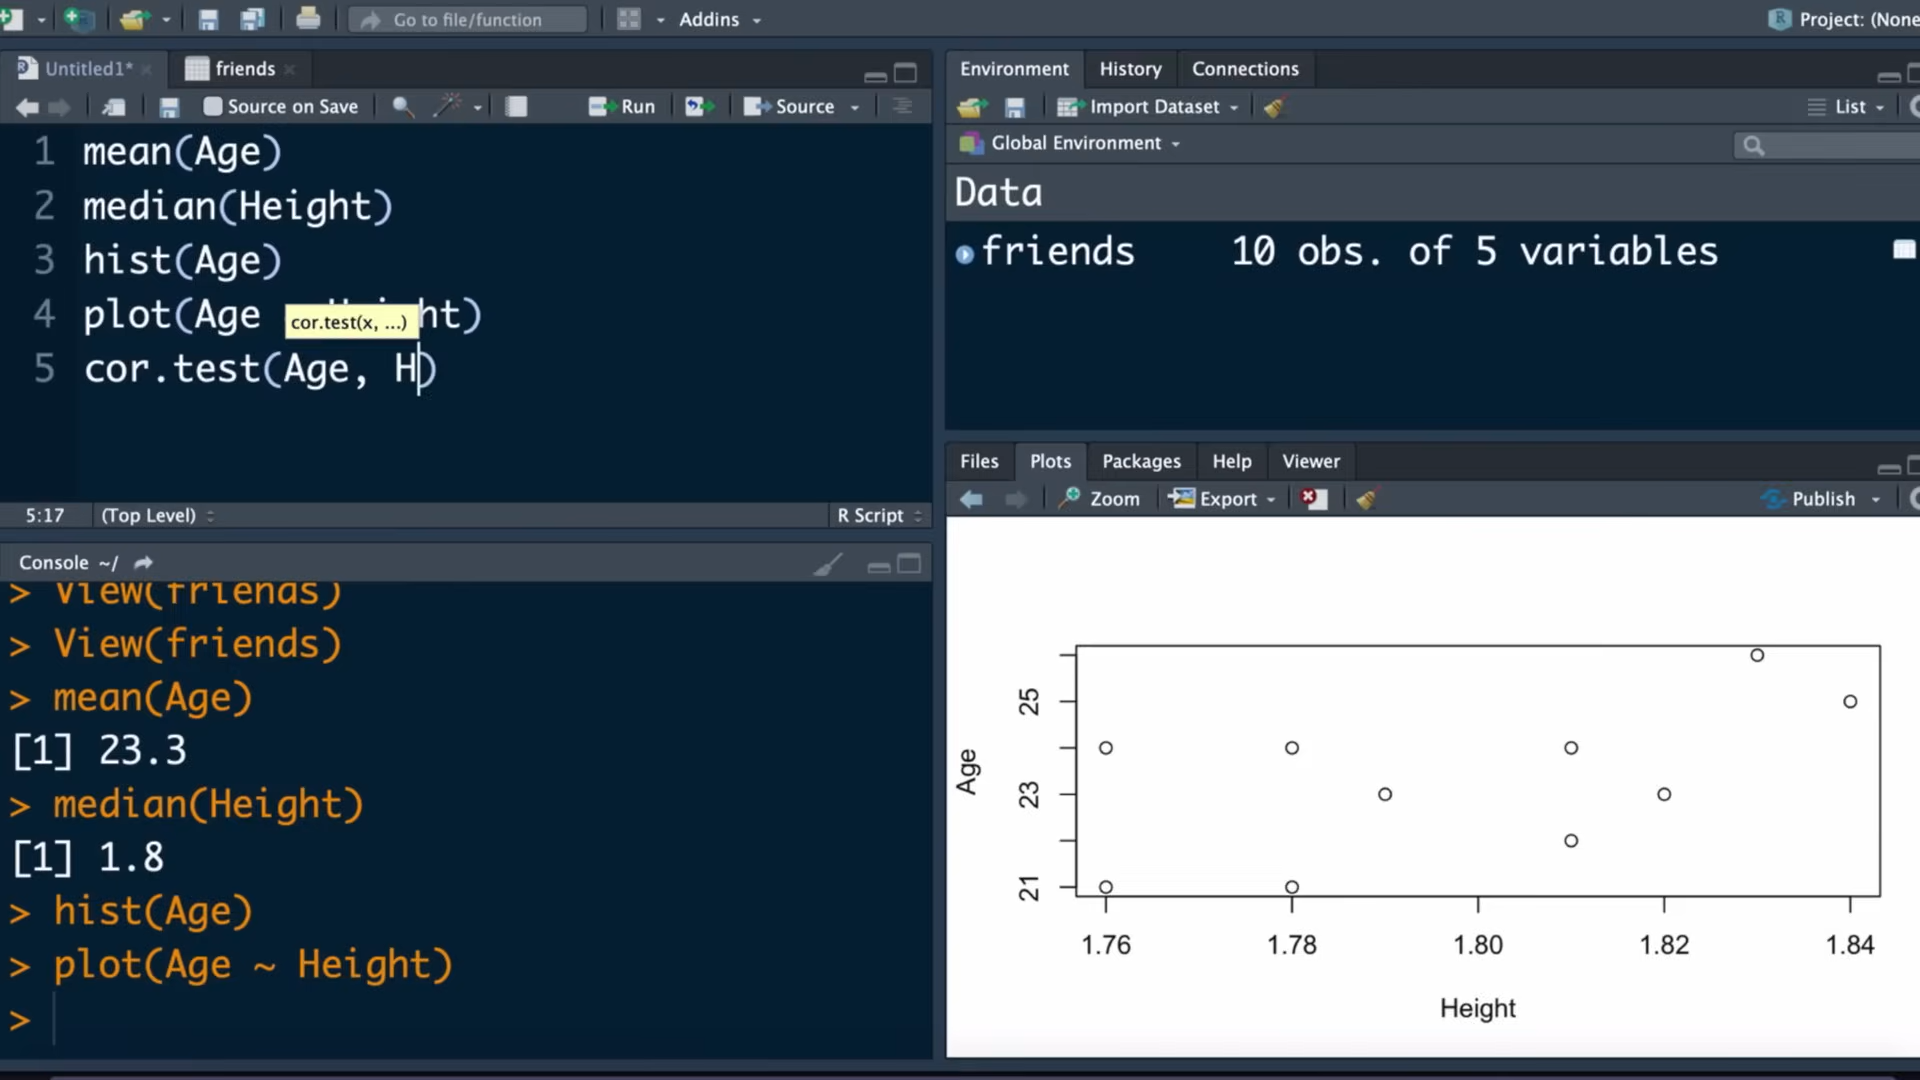 Go to file/function
Addins
Project: (None
Untitled1*
friends
Source on Save
Run
Source
1 mean(Age)
2 median(Height)
3 hist(Age)
4 plot(Age ht)
cor.test(x, ...)
5 cor.test(Age, H)
5:17
(Top Level)
R Script
Console ~/
> View(friends)
> View(friends)
> mean(Age)
[1] 23.3
> median(Height)
[1] 1.8
> hist(Age)
> plot(Age ~ Height)
>
Environment
History
Connections
Import Dataset
List
Global Environment
Data
friends 10 obs. of 5 variables
Files
Plots
Packages
Help
Viewer
Zoom
Export
Publish
Age
25
23
21
1.76 1.78 1.80 1.82 1.84
Height